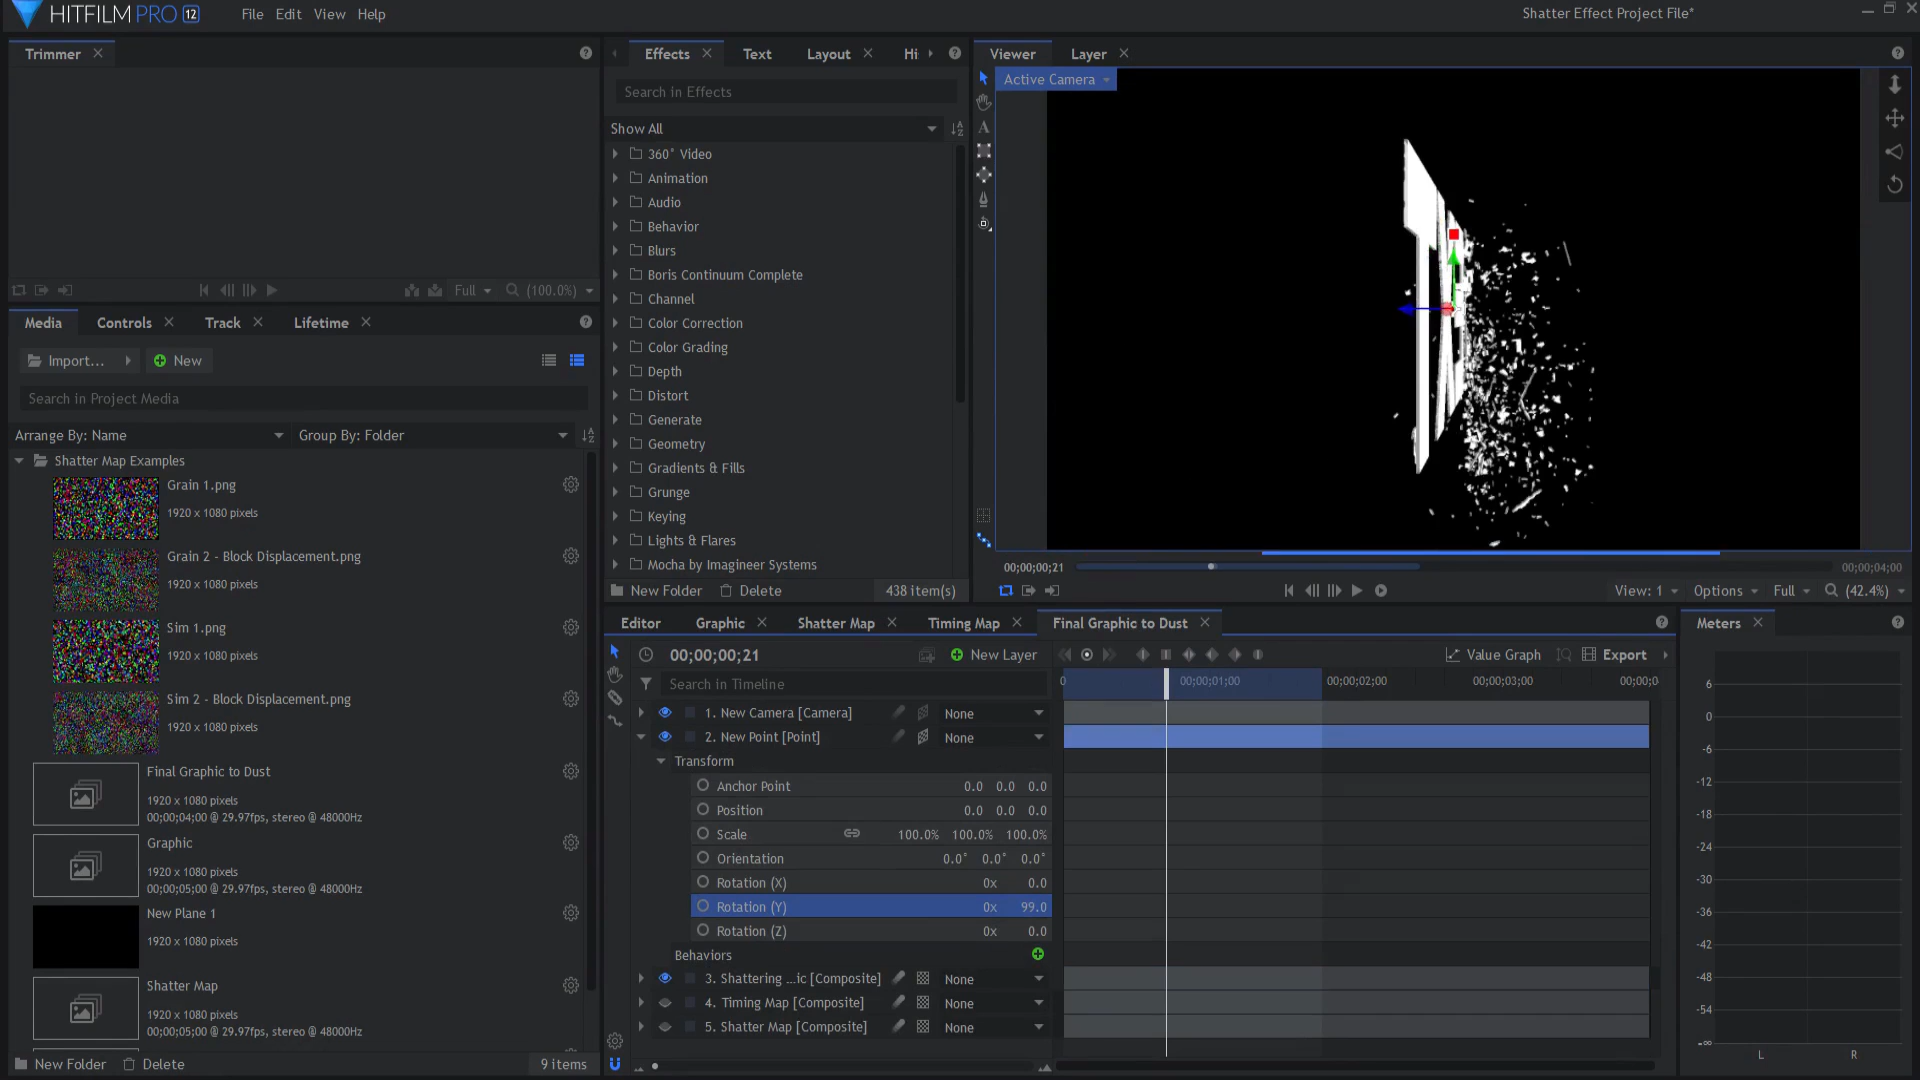 HITFILM PRO 12
File Edit View Help
Shatter Effect Project File*
Trimmer
Effects Text Layout Hi
Viewer Layer
Active Camera
Search in Effects
Show All
360° Video
Animation
Audio
Behavior
Blurs
Boris Continuum Complete
Channel
Color Correction
Color Grading
Depth
Distort
Generate
Geometry
Gradients & Fills
Grunge
Keying
Lights & Flares
Mocha by Imagineer Systems
New Folder Delete 438 item(s)
Full (100.0%)
Media Controls Track Lifetime
Import... New
Search in Project Media
Arrange By: Name Group By: Folder
Shatter Map Examples
Grain 1.png
1920 x 1080 pixels
Grain 2 - Block Displacement.png
1920 x 1080 pixels
Sim 1.png
1920 x 1080 pixels
Sim 2 - Block Displacement.png
1920 x 1080 pixels
Final Graphic to Dust
1920 x 1080 pixels
00;00;04;00 @ 29.97fps, stereo @ 48000Hz
Graphic
1920 x 1080 pixels
00;00;05;00 @ 29.97fps, stereo @ 48000Hz
New Plane 1
1920 x 1080 pixels
Shatter Map
1920 x 1080 pixels
00;00;05;00 @ 29.97fps, stereo @ 48000Hz
New Folder Delete 9 items
00;00;00;21 00;00;04;00
View: 1 Options Full (42.4%)
Editor Graphic Shatter Map Timing Map Final Graphic to Dust
00;00;00;21 New Layer Value Graph Export
Search in Timeline
0 00;00;01;00 00;00;02;00 00;00;03;00 00;00;0
1. New Camera [Camera] None
2. New Point [Point] None
Transform
Anchor Point 0.0 0.0 0.0
Position 0.0 0.0 0.0
Scale 100.0% 100.0% 100.0%
Orientation 0.0° 0.0° 0.0°
Rotation (X) 0x 0.0
Rotation (Y) 0x 99.0
Rotation (Z) 0x 0.0
Behaviors
3. Shattering ...ic [Composite] None
4. Timing Map [Composite] None
5. Shatter Map [Composite] None
Meters
6
0
-6
-12
-18
-24
-30
-36
-42
-48
-54
-∞
L R